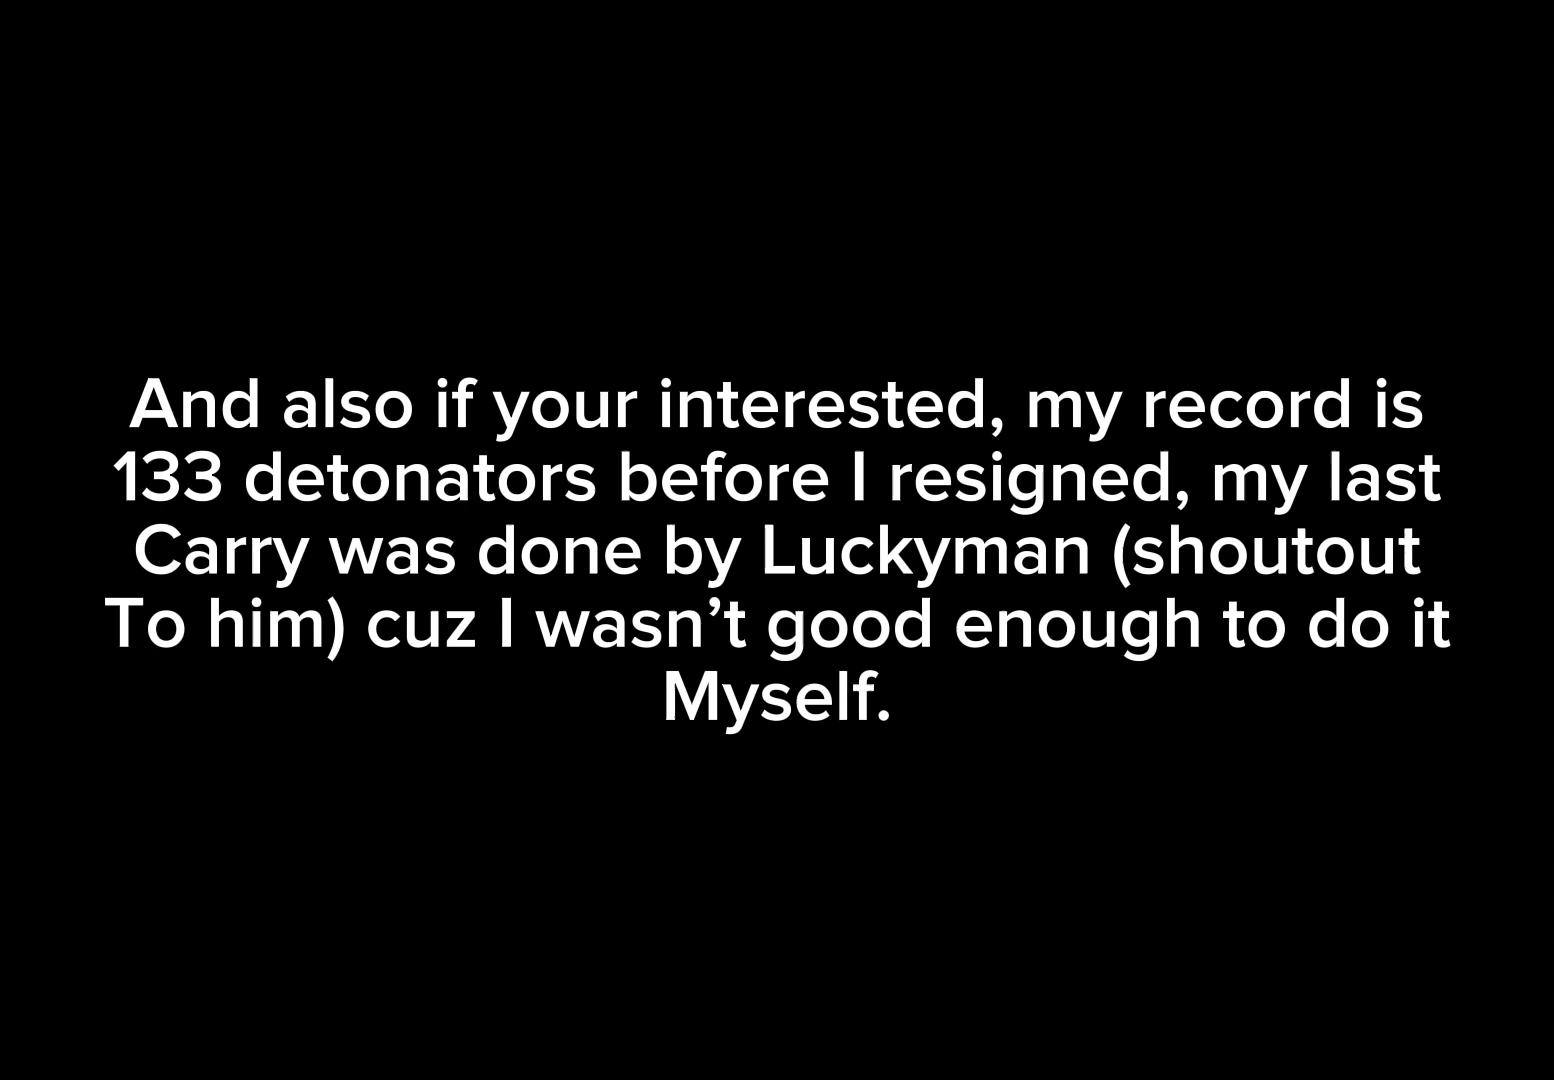 And also if your interested, my record is
133 detonators before I resigned, my last
Carry was done by Luckyman (shoutout
To him) cuz I wasn’t good enough to do it
Myself.